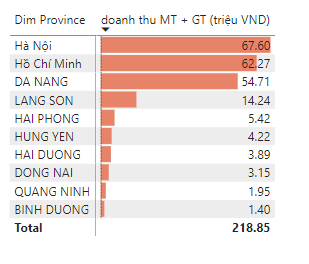 Dim Province doanh thu MT + GT (triệu VND)
Hà Nội 67.60
Hồ Chí Minh 62.27
DA NANG 54.71
LANG SON 14.24
HAI PHONG 5.42
HUNG YEN 4.22
HAI DUONG 3.89
DONG NAI 3.15
QUANG NINH 1.95
BINH DUONG 1.40
Total 218.85